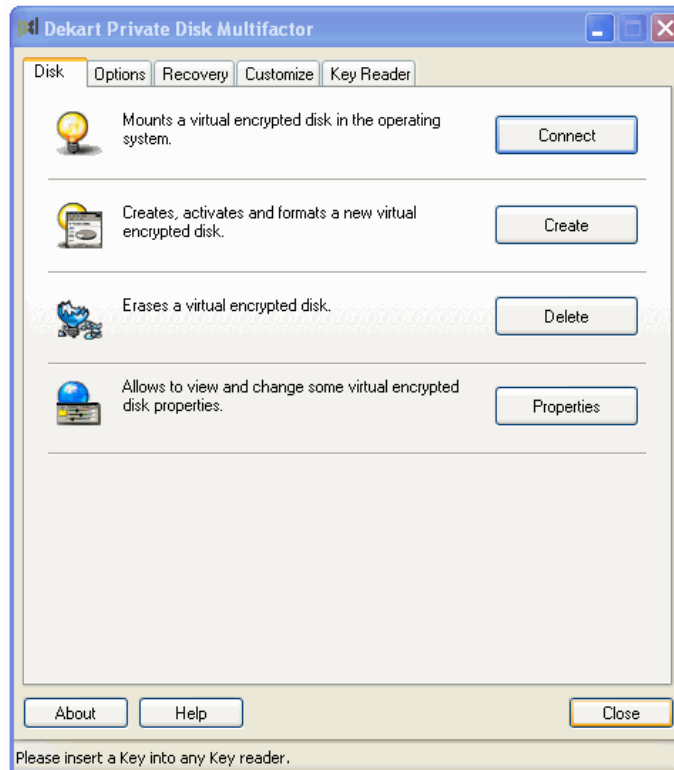 Dekart Private Disk Multifactor
Disk Options Recovery Customize Key Reader
Mounts a virtual encrypted disk in the operating
system.
Connect
Creates, activates and formats a new virtual
encrypted disk.
Create
Erases a virtual encrypted disk.
Delete
Allows to view and change some virtual encrypted
disk properties.
Properties
About Help Close
Please insert a Key into any Key reader.